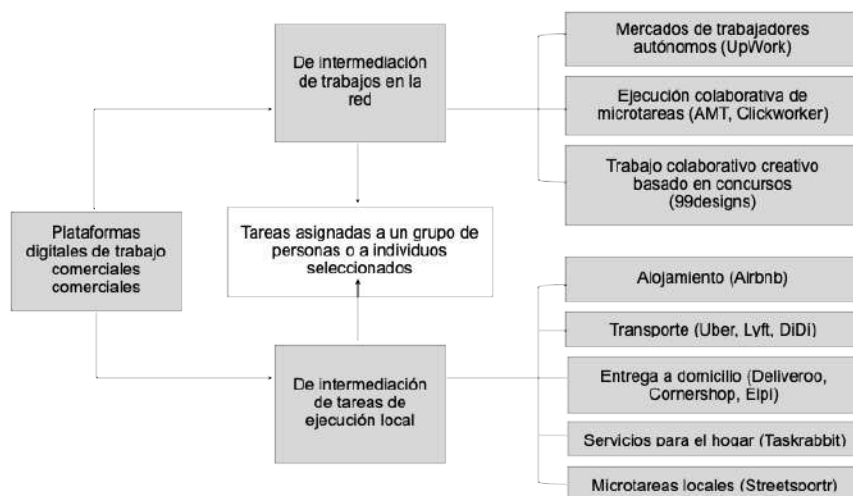 Plataformas
digitales de trabajo
comerciales
comerciales
De intermediación
de trabajos en la
red
Mercados de trabajadores
autónomos (UpWork)
Ejecución colaborativa de
microtareas (AMT, Clickworker)
Trabajo colaborativo creativo
basado en concursos
(99designs)
Tareas asignadas a un grupo de
personas o a individuos
seleccionados
De intermediación
de tareas de
ejecución local
Alojamiento (Airbnb)
Transporte (Uber, Lyft, DiDi)
Entrega a domicilio (Deliveroo,
Cornershop, Elpi)
Servicios para el hogar (Taskrabbit)
Microtareas locales (Streetsportr)